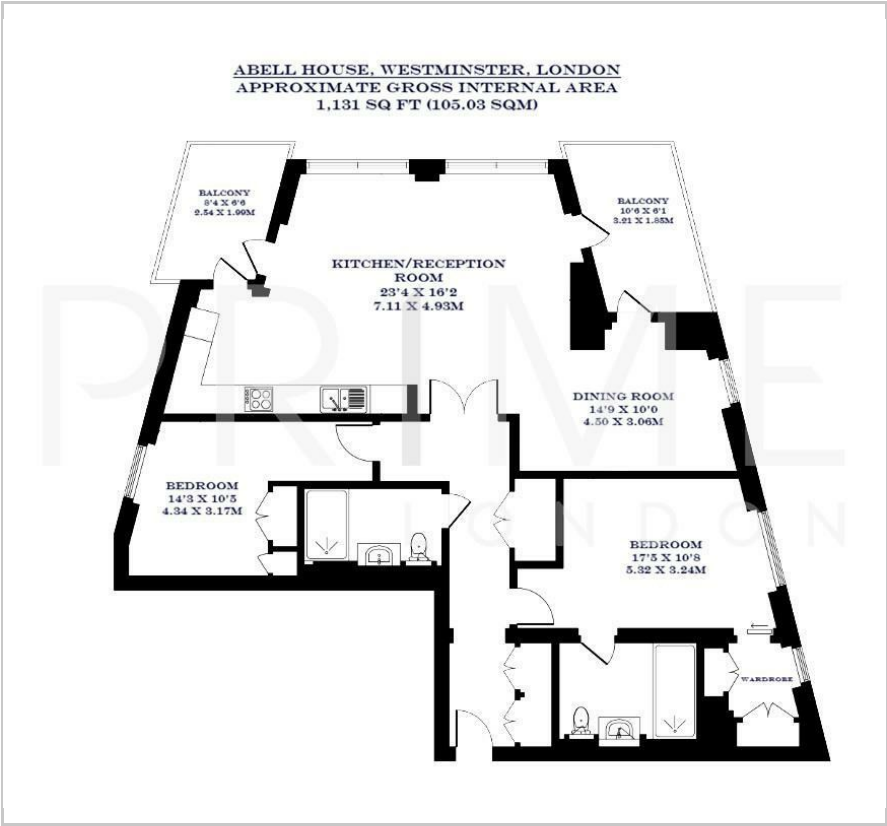 ABELL HOUSE, WESTMINSTER, LONDON
APPROXIMATE GROSS INTERNAL AREA
1,131 SQ FT (105.03 SQM)
BALCONY
8'4 X 6'6
2.54 X 1.99M
BALCONY
10'6 X 6'1
3.21 X 1.85M
KITCHEN/RECEPTION
ROOM
23'4 X 16'2
7.11 X 4.93M
DINING ROOM
14'9 X 10'0
4.50 X 3.06M
BEDROOM
14'3 X 10'5
4.34 X 3.17M
BEDROOM
17'5 X 10'8
5.32 X 3.24M
WARDROBE
PRIME
LONDON